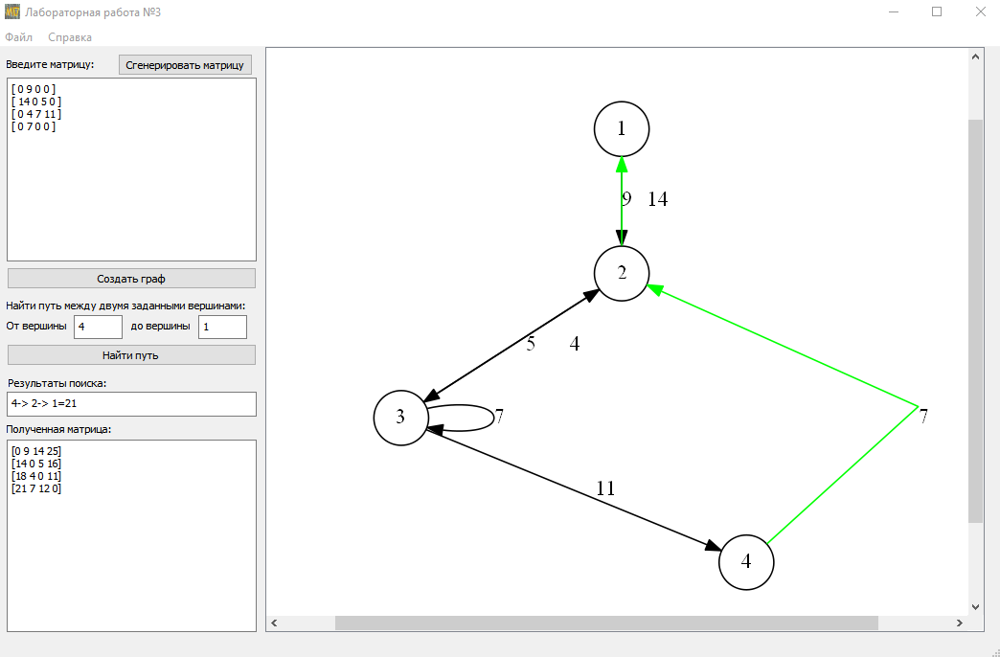 Лабораторная работа №3
Файл Справка
Введите матрицу:
Сгенерировать матрицу
[ 0 9 0 0 ]
[ 14 0 5 0 ]
[ 0 4 7 11 ]
[ 0 7 0 0 ]
Создать граф
Найти путь между двумя заданными вершинами:
От вершины 4 до вершины 1
Найти путь
Результаты поиска:
4-> 2-> 1=21
Полученная матрица:
[0 9 14 25]
[14 0 5 16]
[18 4 0 11]
[21 7 12 0]
1
9 14
2
5 4
3 7
7
11
4